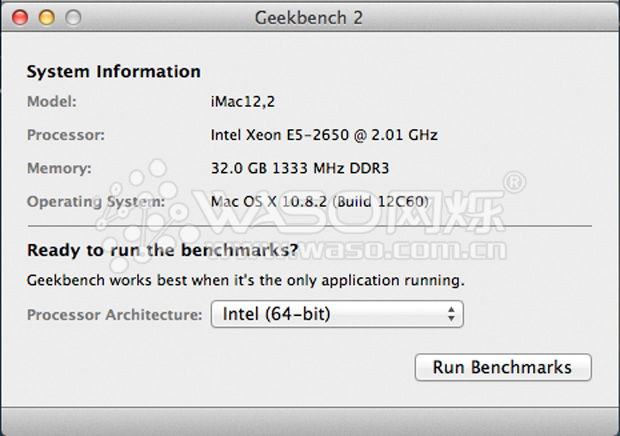 Geekbench 2
System Information
Model: iMac12,2
Processor: Intel Xeon E5-2650 @ 2.01 GHz
Memory: 32.0 GB 1333 MHz DDR3
Operating System: Mac OS X 10.8.2 (Build 12C60)
WASO网烁®
www.waso.com.cn
Ready to run the benchmarks?
Geekbench works best when it's the only application running.
Processor Architecture: Intel (64-bit)
Run Benchmarks